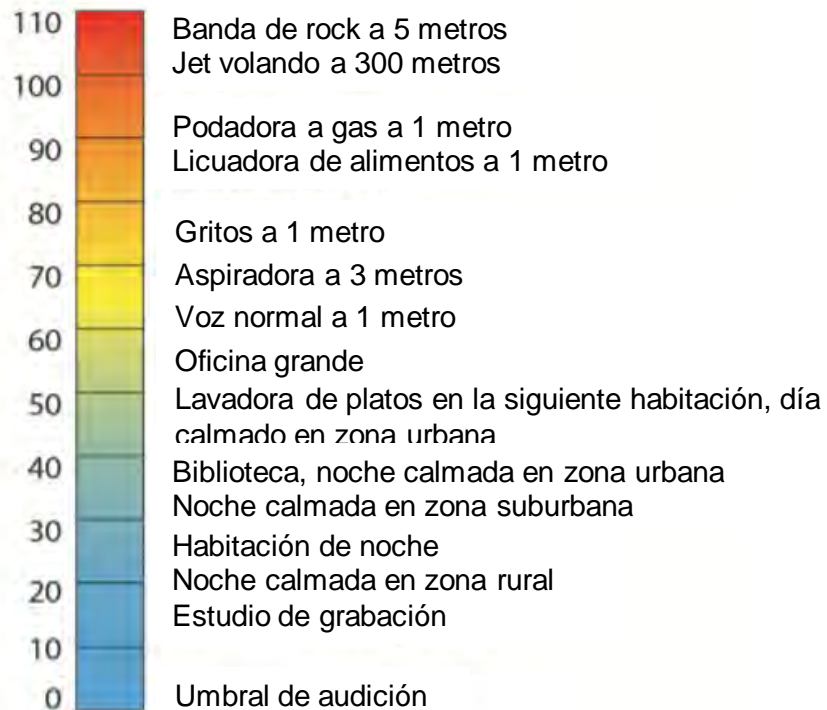 110
Banda de rock a 5 metros
Jet volando a 300 metros
100
Podadora a gas a 1 metro
90
Licuadora de alimentos a 1 metro
80
Gritos a 1 metro
70
Aspiradora a 3 metros
Voz normal a 1 metro
60
Oficina grande
50
Lavadora de platos en la siguiente habitación, día
calmado en zona urbana
40
Biblioteca, noche calmada en zona urbana
Noche calmada en zona suburbana
30
Habitación de noche
Noche calmada en zona rural
20
Estudio de grabación
10
0
Umbral de audición